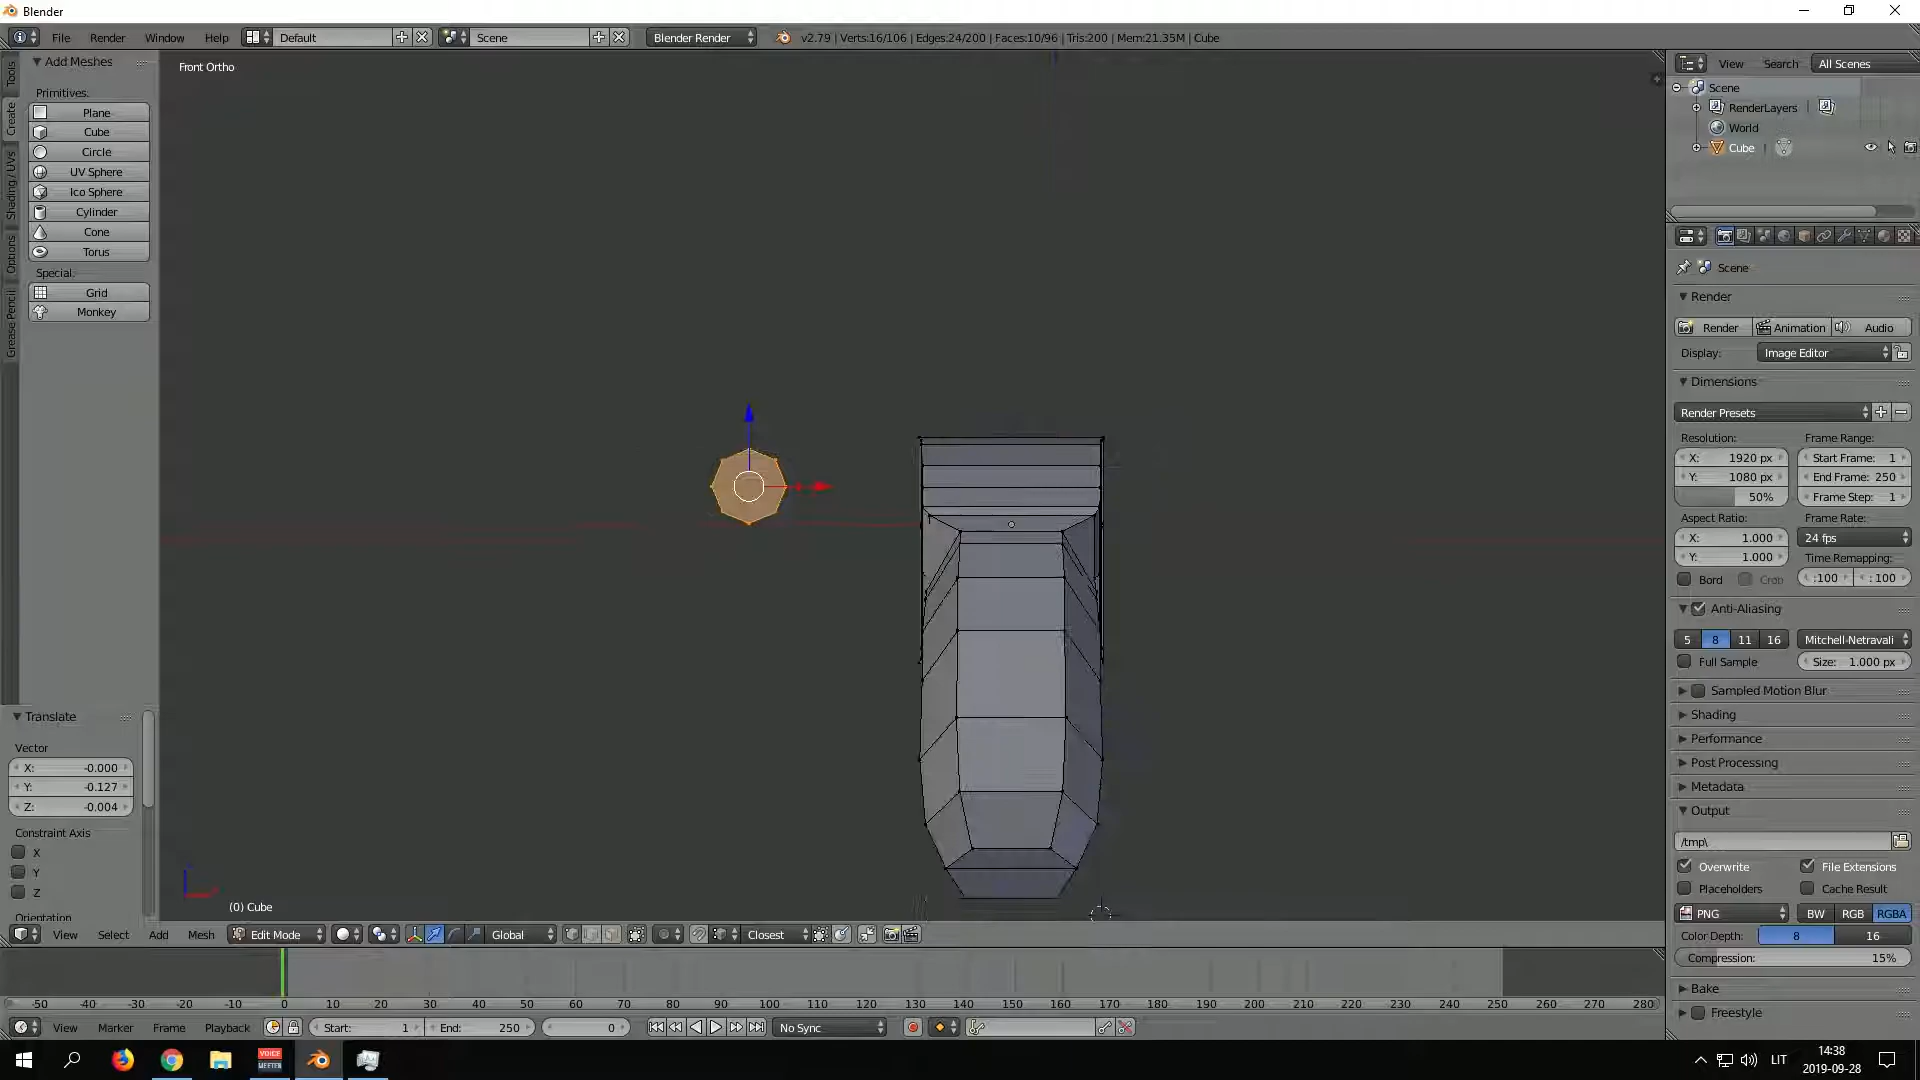 Blender
File Render Window Help Default Scene Blender Render v2.79 | Verts:16/106 | Edges:24/200 | Faces:10/96 | Tris:200 | Mem:21.35M | Cube
Add Meshes
Front Ortho
View Search All Scenes
Tools
Create
Shading / UVs
Options
Grease Pencil
Primitives:
Plane
Cube
Circle
UV Sphere
Ico Sphere
Cylinder
Cone
Torus
Special:
Grid
Monkey
Scene
RenderLayers
World
Cube
Scene
Render
Render Animation Audio
Display: Image Editor
Dimensions
Render Presets
Resolution: Frame Range:
X: 1920 px Start Frame: 1
Y: 1080 px End Frame: 250
50% Frame Step: 1
Aspect Ratio: Frame Rate:
X: 1.000 24 fps
Y: 1.000 Time Remapping:
Bord Crop :100 : 100
Anti-Aliasing
5 8 11 16 Mitchell-Netravali
Full Sample Size: 1.000 px
Sampled Motion Blur
Shading
Performance
Post Processing
Metadata
Output
/tmp\
Overwrite File Extensions
Placeholders Cache Result
PNG BW RGB RGBA
Color Depth: 8 16
Compression: 15%
Bake
Freestyle
Translate
Vector
X: -0.000
Y: -0.127
Z: -0.004
Constraint Axis
X
Y
Z
Orientation
(0) Cube
View Select Add Mesh Edit Mode Global Closest
-50 -40 -30 -20 -10 0 10 20 30 40 50 60 70 80 90 100 110 120 130 140 150 160 170 180 190 200 210 220 230 240 250 260 270 280
View Marker Frame Playback Start: 1 End: 250 0 No Sync
VOICE MEETER LIT 14:38
2019-09-28